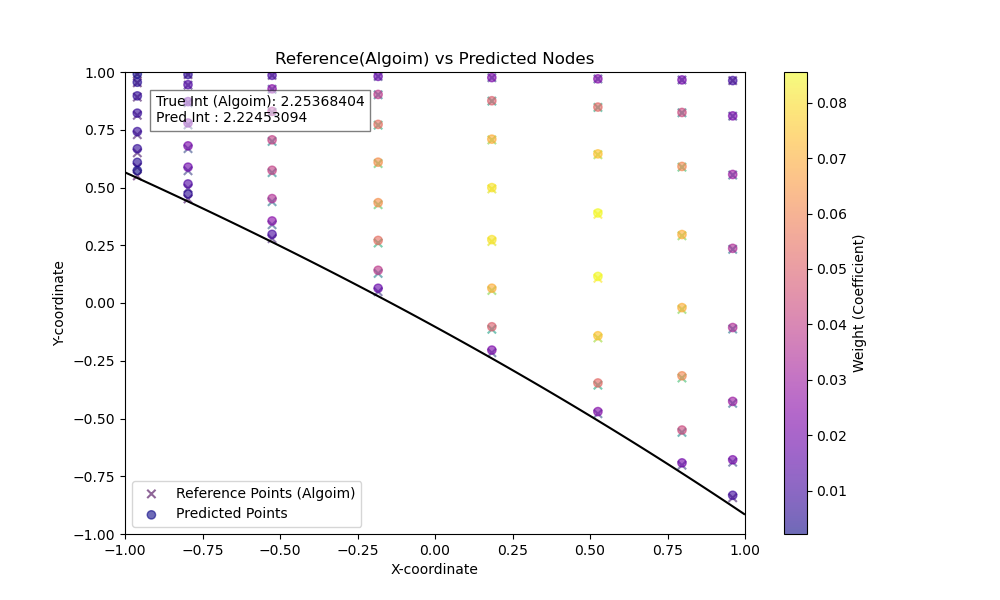 Reference(Algoim) vs Predicted Nodes
True Int (Algoim): 2.25368404
Pred Int : 2.22453094
1.00
0.75
0.50
0.25
0.00
−0.25
−0.50
−0.75
−1.00
Y-coordinate
Reference Points (Algoim)
Predicted Points
−1.00 −0.75 −0.50 −0.25 0.00 0.25 0.50 0.75 1.00
X-coordinate
0.08
0.07
0.06
0.05
0.04
0.03
0.02
0.01
Weight (Coefficient)